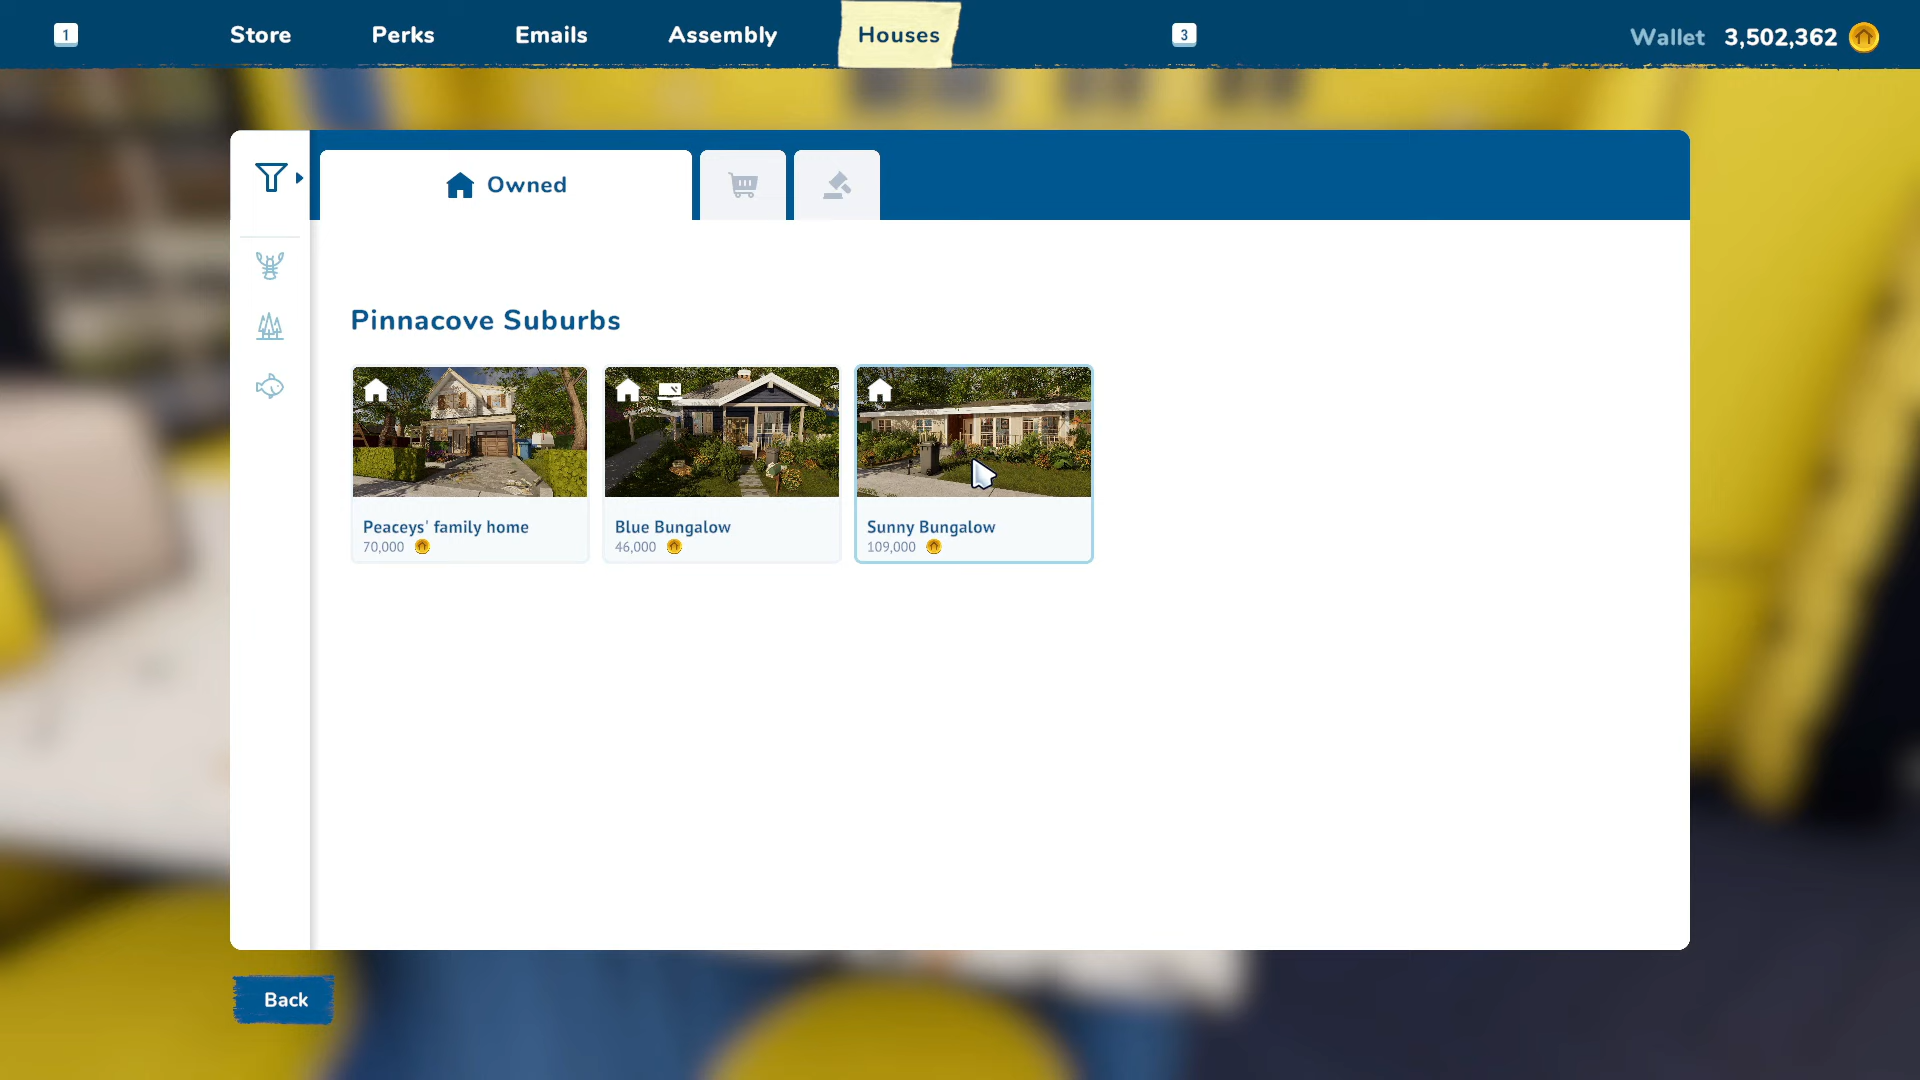 1 Store Perks Emails Assembly Houses 3 Wallet 3,502,362
Owned
Pinnacove Suburbs
Peaceys' family home
70,000
Blue Bungalow
46,000
Sunny Bungalow
109,000
Back